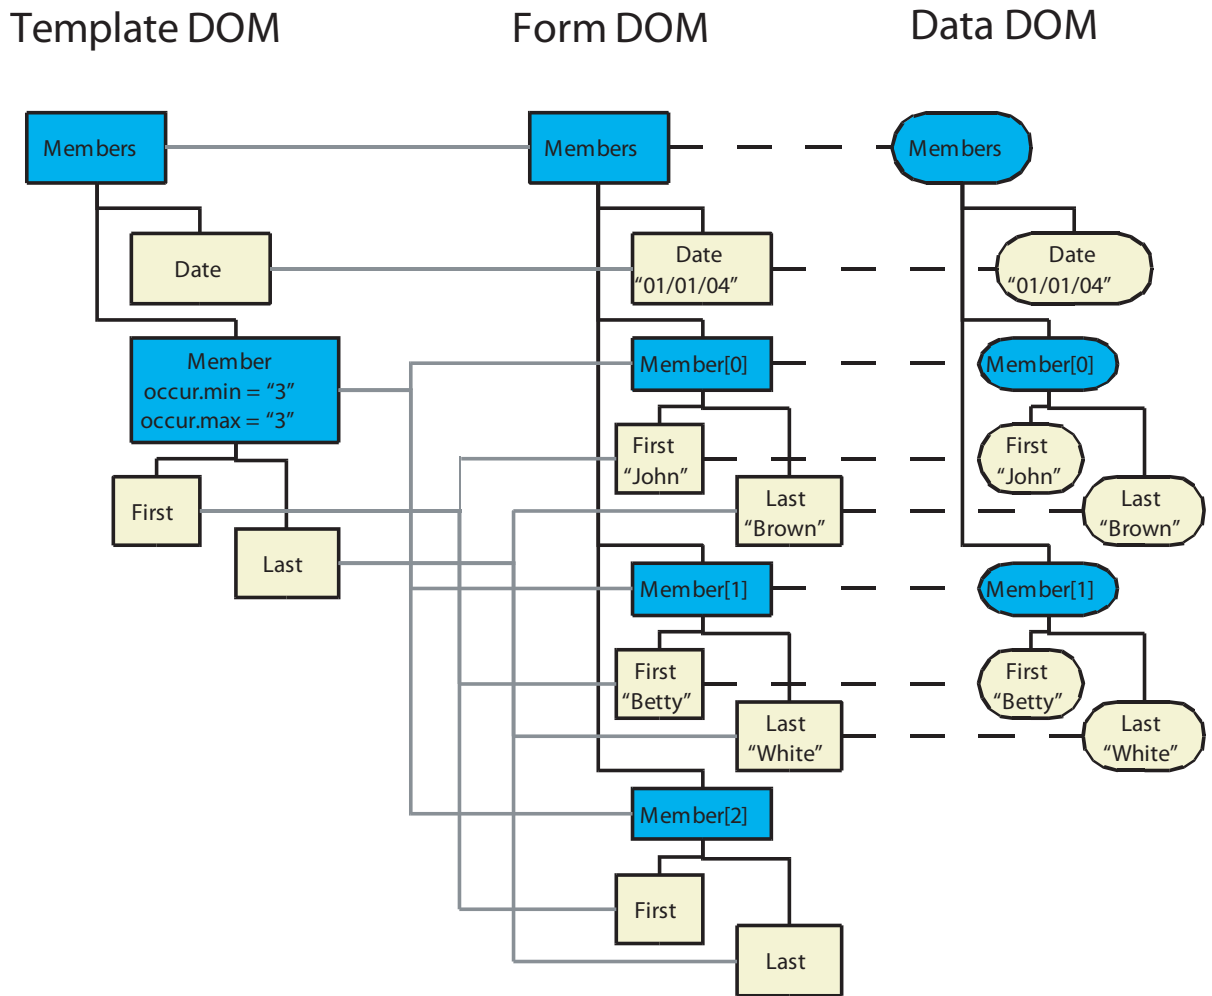 Template DOM
Form DOM
Data DOM
Members
Members
Members
Date
Date
“01/01/04”
Date
“01/01/04”
Member
occur.min = “3”
occur.max = “3”
Member[0]
Member[0]
First
“John”
First
“John”
First
Last
“Brown”
Last
“Brown”
Last
Member[1]
Member[1]
First
“Betty”
First
“Betty”
Last
“White”
Last
“White”
Member[2]
First
Last